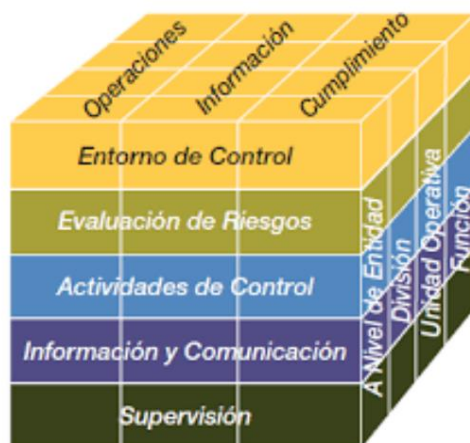 Operaciones
Información
Cumplimiento
Entorno de Control
Evaluación de Riesgos
Actividades de Control
Información y Comunicación
Supervisión
A Nivel de Entidad
División
Unidad Operativa
Función